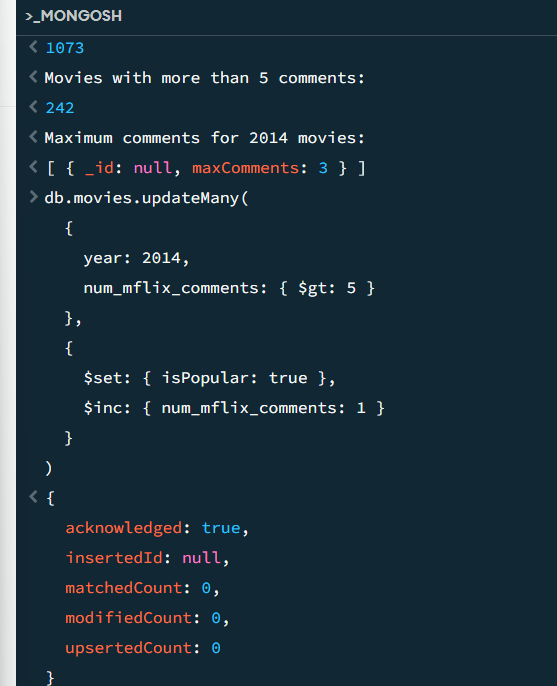 >_MONGOSH
< 1073
< Movies with more than 5 comments:
< 242
< Maximum comments for 2014 movies:
< [ { _id: null, maxComments: 3 } ]
> db.movies.updateMany(
{
year: 2014,
num_mflix_comments: { $gt: 5 }
},
{
$set: { isPopular: true },
$inc: { num_mflix_comments: 1 }
}
)
< {
acknowledged: true,
insertedId: null,
matchedCount: 0,
modifiedCount: 0,
upsertedCount: 0
}